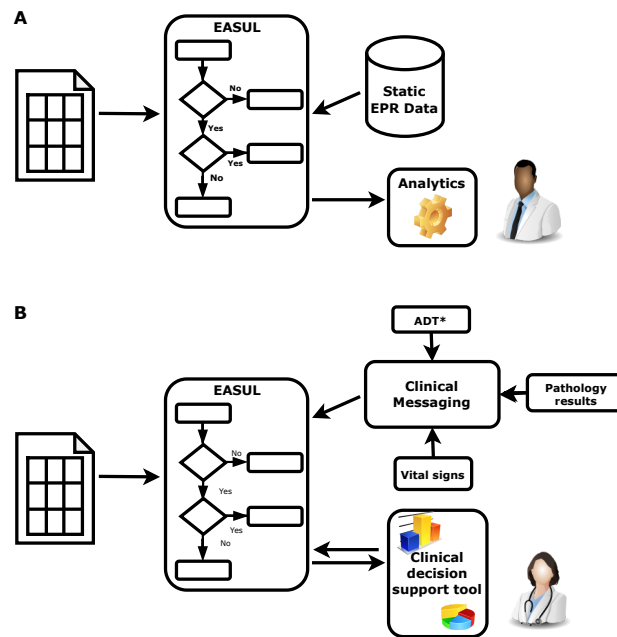 A
EASUL
No
Yes
Yes
No
Static
EPR Data
Analytics
B
EASUL
No
Yes
Yes
No
ADT*
Clinical
Messaging
Pathology
results
Vital signs
Clinical
decision
support tool